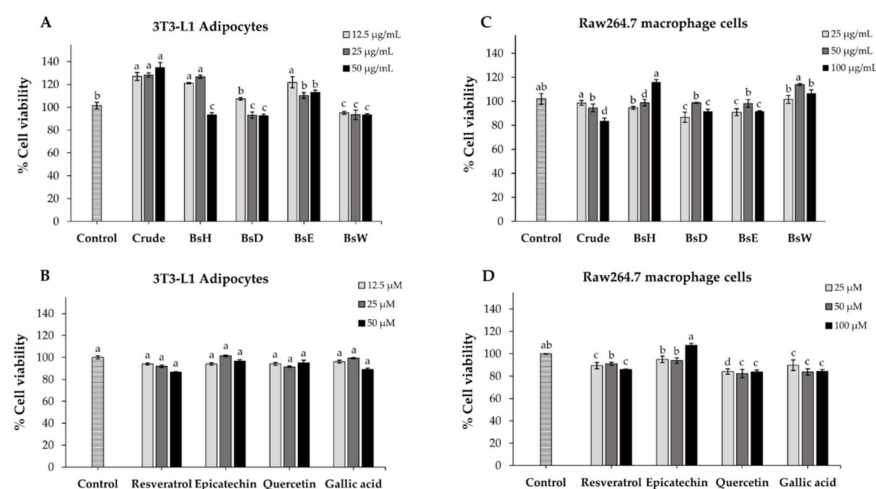 A
3T3-L1 Adipocytes
12.5 µg/mL
25 µg/mL
50 µg/mL
% Cell viability
140
120
100
80
60
40
20
0
b
a a a
a a c
b c c
a b b
c c c
Control Crude BsH BsD BsE BsW
C
Raw264.7 macrophage cells
25 µg/mL
50 µg/mL
100 µg/mL
% Cell viability
140
120
100
80
60
40
20
0
ab
a b d
b d a
c b c
c b c
b a b
Control Crude BsH BsD BsE BsW
B
3T3-L1 Adipocytes
12.5 µM
25 µM
50 µM
% Cell viability
140
120
100
80
60
40
20
0
a
a a a
a a a
a a a
a a a
Control Resveratrol Epicatechin Quercetin Gallic acid
D
Raw264.7 macrophage cells
25 µM
50 µM
100 µM
% Cell viability
140
120
100
80
60
40
20
0
ab
c b c
b b a
d c c
c c c
Control Resveratrol Epicatechin Quercetin Gallic acid